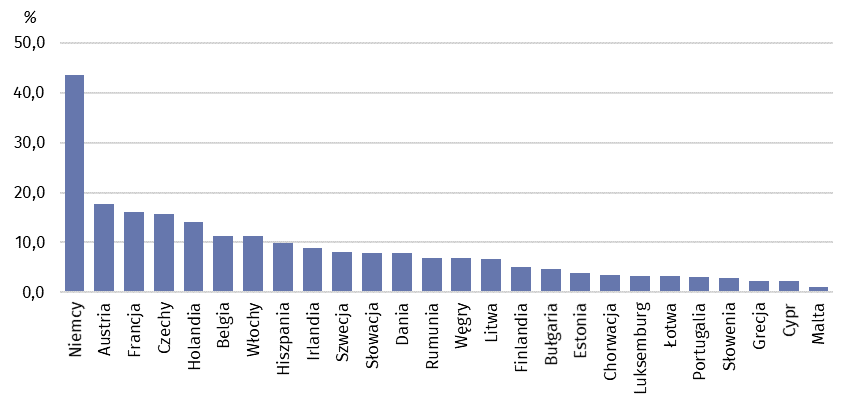 %
50,0
40,0
30,0
20,0
10,0
0,0
Niemcy
Austria
Francja
Czechy
Holandia
Belgia
Włochy
Hiszpania
Irlandia
Szwecja
Słowacja
Dania
Rumunia
Węgry
Litwa
Finlandia
Bułgaria
Estonia
Chorwacja
Luksemburg
Łotwa
Portugalia
Słowenia
Grecja
Cypr
Malta